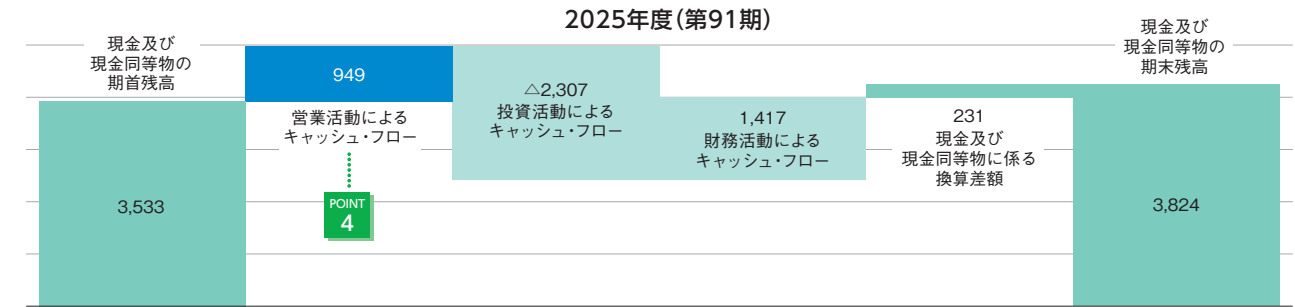 2025年度(第91期)
現金及び
現金同等物の
期首残高
3,533
949
営業活動による
キャッシュ・フロー
POINT
4
△2,307
投資活動による
キャッシュ・フロー
1,417
財務活動による
キャッシュ・フロー
231
現金及び
現金同等物に係る
換算差額
現金及び
現金同等物の
期末残高
3,824